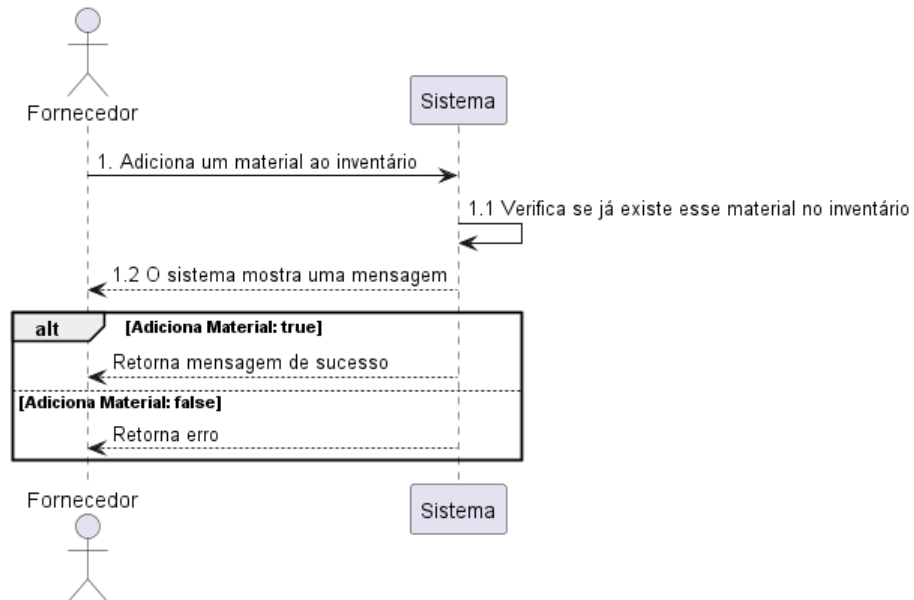 Fornecedor
Sistema
1. Adiciona um material ao inventário
1.1 Verifica se já existe esse material no inventário
1.2 O sistema mostra uma mensagem
alt [Adiciona Material: true]
Retorna mensagem de sucesso
[Adiciona Material: false]
Retorna erro
Fornecedor
Sistema